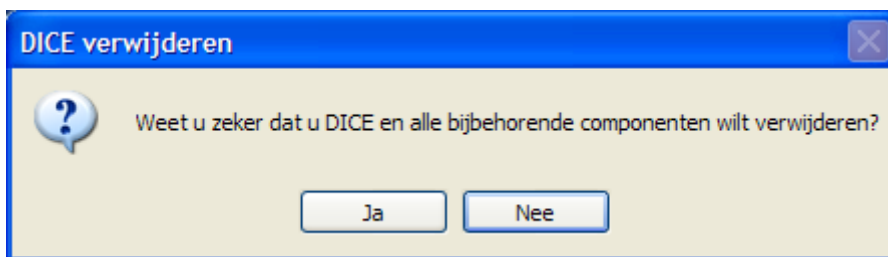 DICE verwijderen
Weet u zeker dat u DICE en alle bijbehorende componenten wilt verwijderen?
Ja
Nee